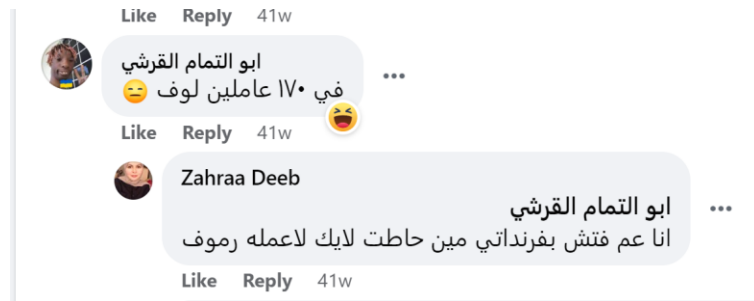 Like Reply 41w
ابو التمام القرشي
في ١٧٠ عاملين لوف 😑
Like Reply 41w
Zahraa Deeb
ابو التمام القرشي
انا عم فتش بفرنداتي مين حاطت لايك لاعمله رموف
Like Reply 41w